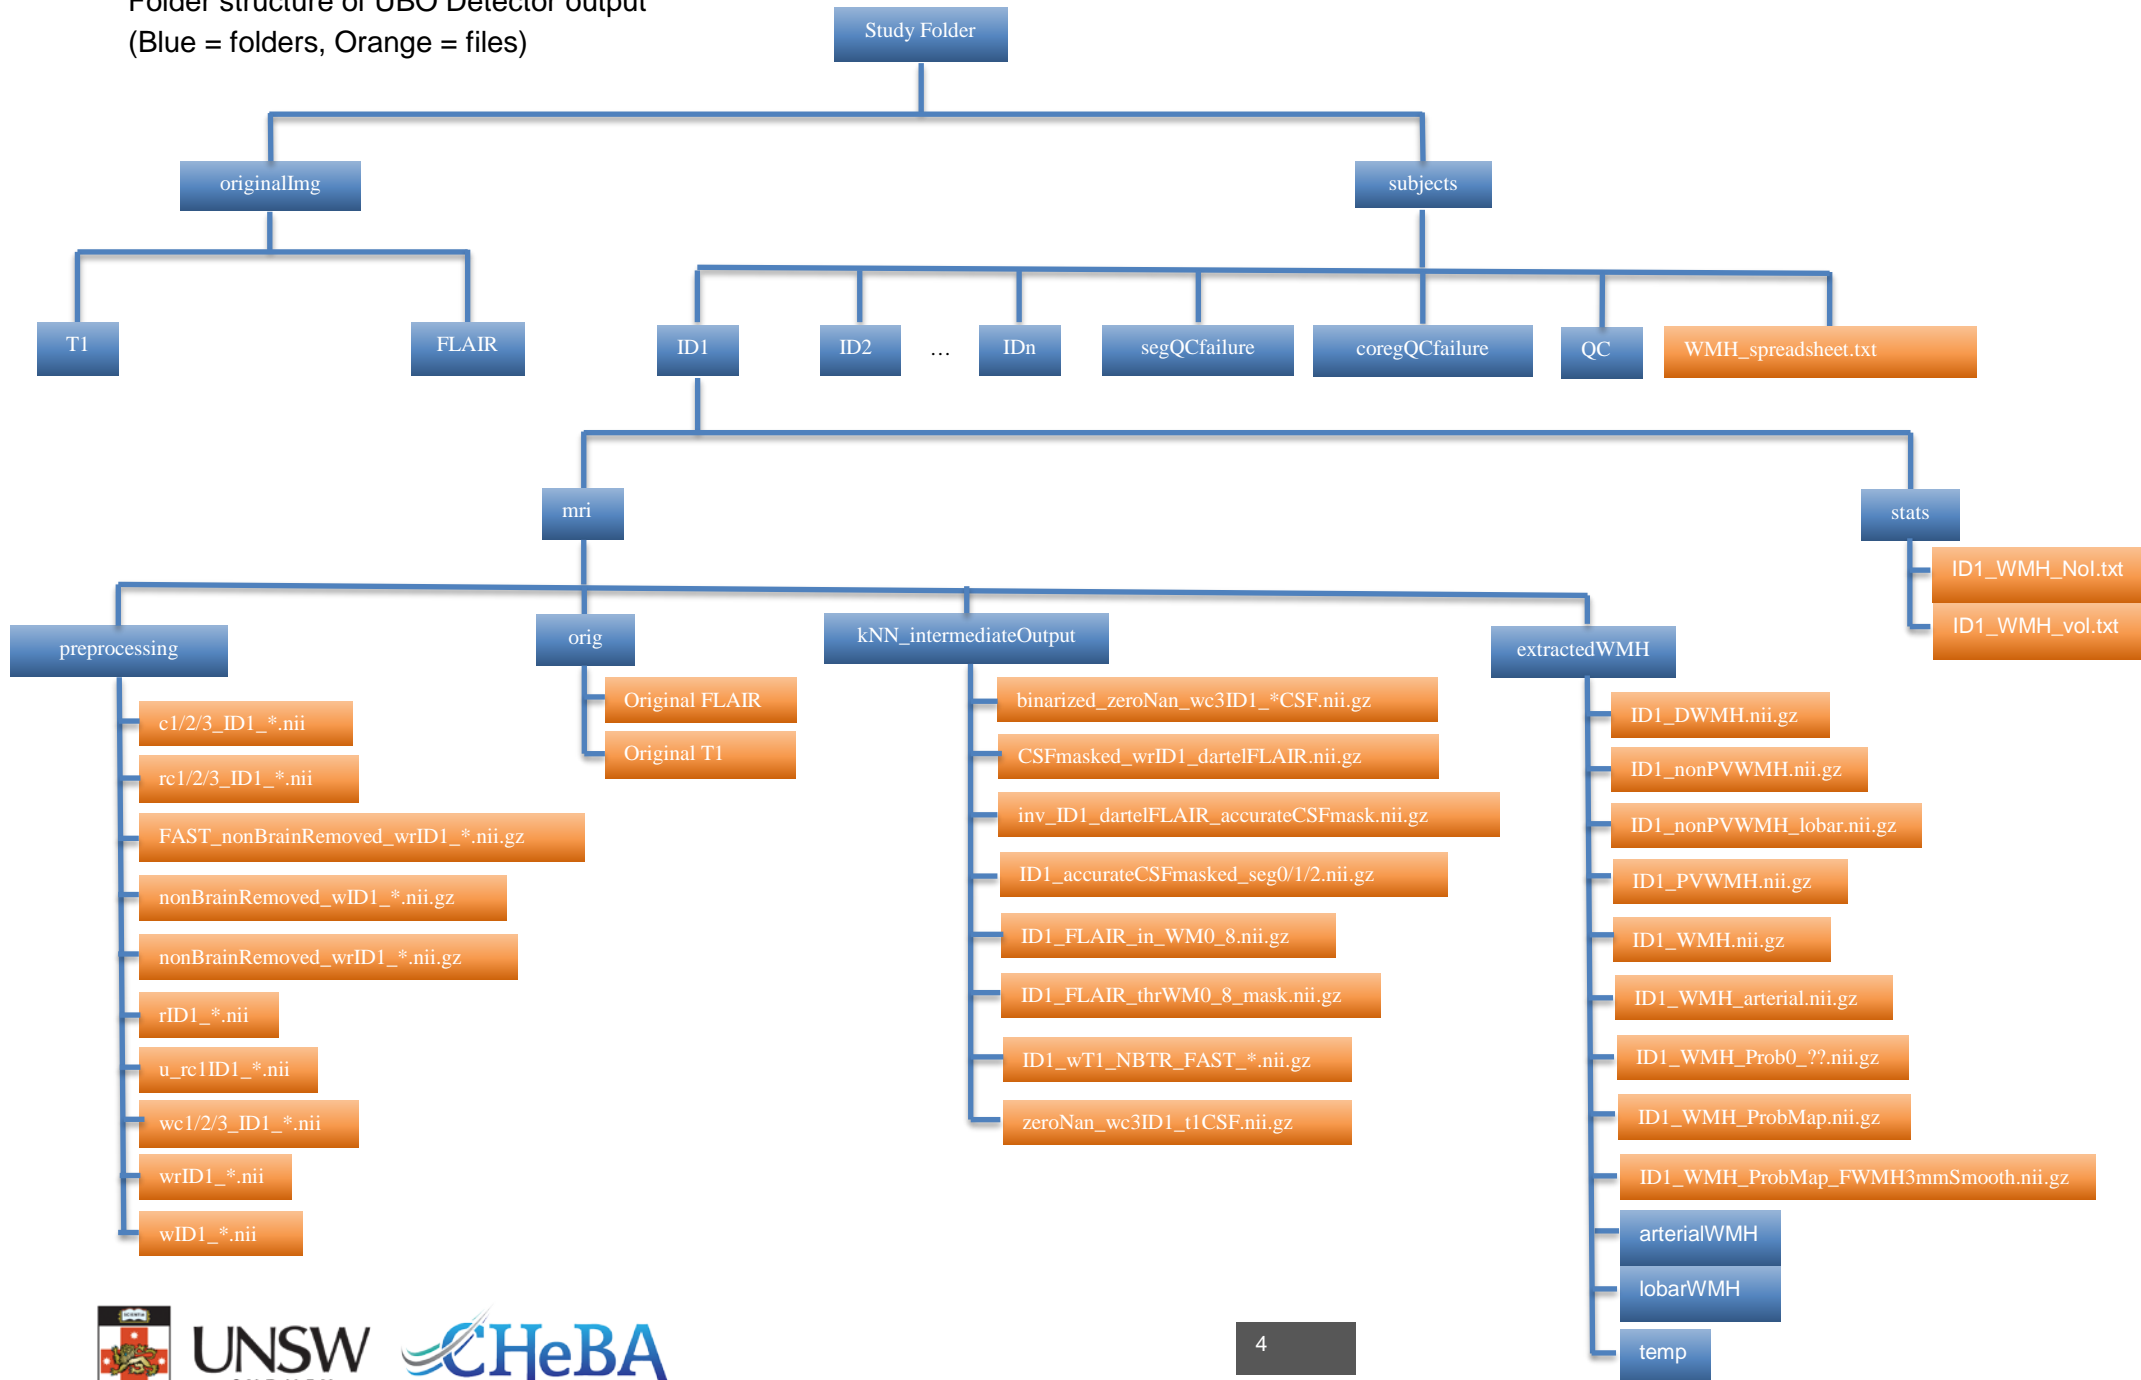 Folder structure of UBO Detector output
(Blue = folders, Orange = files)
Study Folder
originalImg
subjects
T1
FLAIR
ID1
ID2
…
IDn
segQCfailure
coregQCfailure
QC
WMH_spreadsheet.txt
mri
stats
ID1_WMH_NoI.txt
ID1_WMH_vol.txt
preprocessing
orig
kNN_intermediateOutput
extractedWMH
c1/2/3_ID1_*.nii
rc1/2/3_ID1_*.nii
FAST_nonBrainRemoved_wrID1_*.nii.gz
nonBrainRemoved_wID1_*.nii.gz
nonBrainRemoved_wrID1_*.nii.gz
rID1_*.nii
u_rc1ID1_*.nii
wc1/2/3_ID1_*.nii
wrID1_*.nii
wID1_*.nii
Original FLAIR
Original T1
binarized_zeroNan_wc3ID1_*CSF.nii.gz
CSFmasked_wrID1_dartelFLAIR.nii.gz
inv_ID1_dartelFLAIR_accurateCSFmask.nii.gz
ID1_accurateCSFmasked_seg0/1/2.nii.gz
ID1_FLAIR_in_WM0_8.nii.gz
ID1_FLAIR_thrWM0_8_mask.nii.gz
ID1_wT1_NBTR_FAST_*.nii.gz
zeroNan_wc3ID1_t1CSF.nii.gz
ID1_DWMH.nii.gz
ID1_nonPVWMH.nii.gz
ID1_nonPVWMH_lobar.nii.gz
ID1_PVWMH.nii.gz
ID1_WMH.nii.gz
ID1_WMH_arterial.nii.gz
ID1_WMH_Prob0_??.nii.gz
ID1_WMH_ProbMap.nii.gz
ID1_WMH_ProbMap_FWMH3mmSmooth.nii.gz
arterialWMH
lobarWMH
temp
UNSW
CHeBA
4